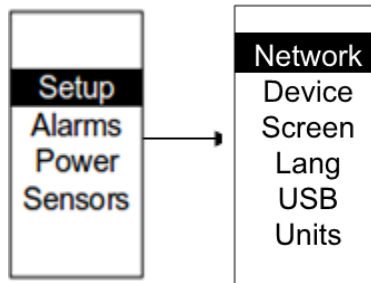 Setup
Alarms
Power
Sensors
Network
Device
Screen
Lang
USB
Units